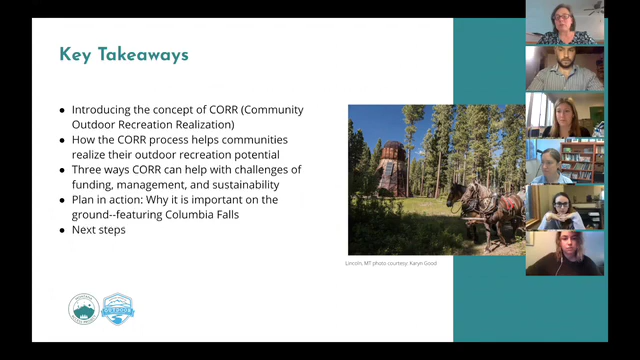 Key Takeaways
● Introducing the concept of CORR (Community
Outdoor Recreation Realization)
● How the CORR process helps communities
realize their outdoor recreation potential
● Three ways CORR can help with challenges of
funding, management, and sustainability
● Plan in action: Why it is important on the
ground--featuring Columbia Falls
● Next steps
Lincoln, MT photo courtesy: Karyn Good
OUTDOOR